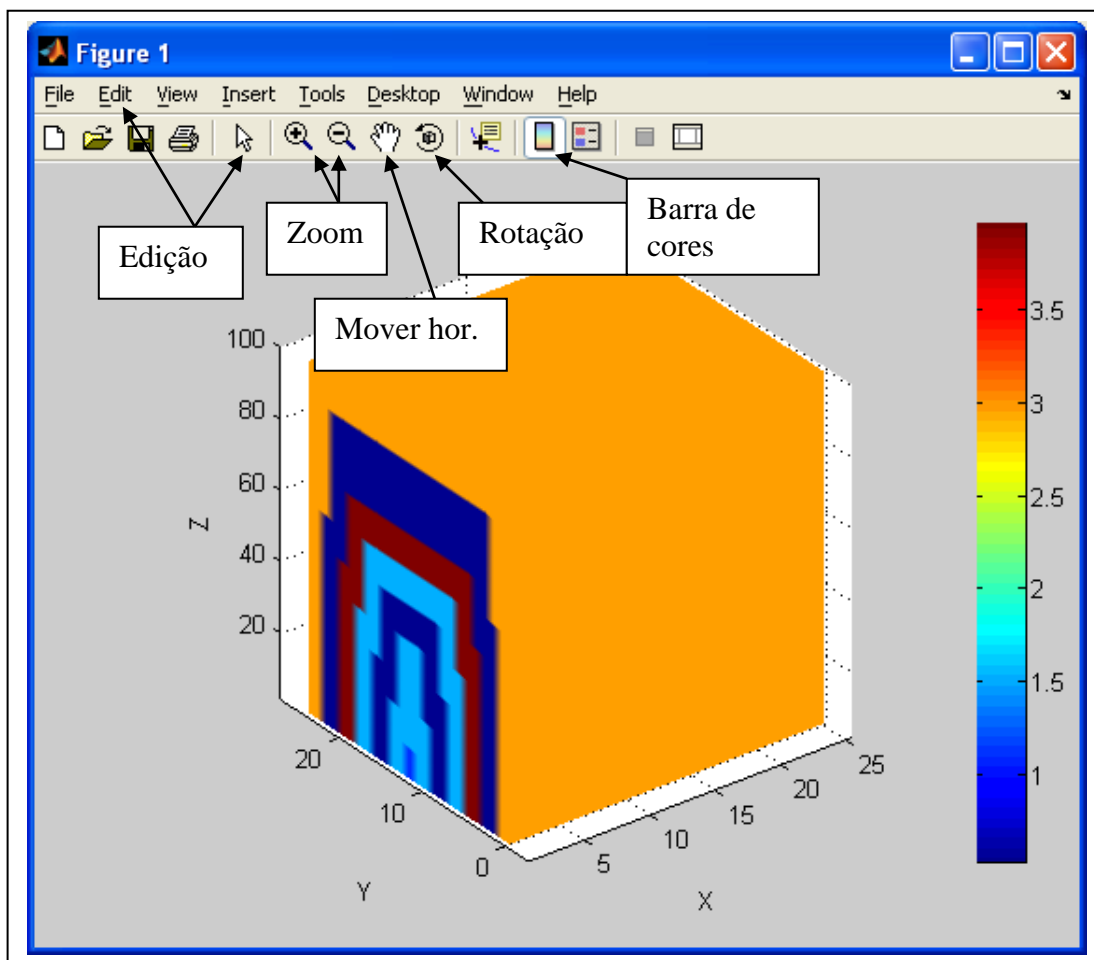 Figure 1
File Edit View Insert Tools Desktop Window Help
Edição
Zoom
Rotação
Barra de
cores
Mover hor.
100
80
60
40
20
Z
20
10
0
Y
5
10
15
20
25
X
3.5
3
2.5
2
1.5
1